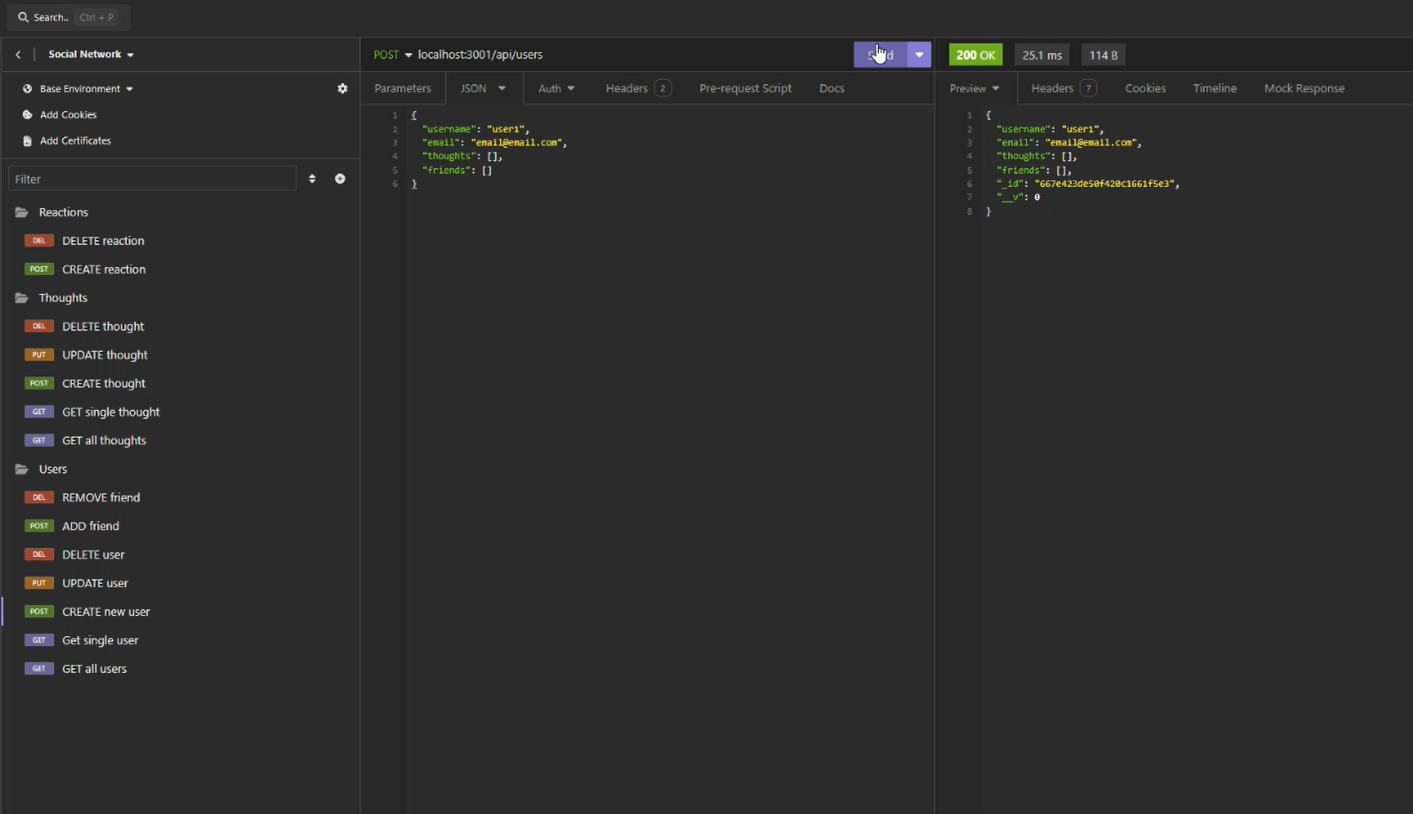 Search.. Ctrl + P
Social Network
Base Environment
Add Cookies
Add Certificates
Filter
Reactions
DEL DELETE reaction
POST CREATE reaction
Thoughts
DEL DELETE thought
PUT UPDATE thought
POST CREATE thought
GET GET single thought
GET GET all thoughts
Users
DEL REMOVE friend
POST ADD friend
DEL DELETE user
PUT UPDATE user
POST CREATE new user
GET Get single user
GET GET all users
POST localhost:3001/api/users
Parameters JSON Auth Headers 2 Pre-request Script Docs
1 {
2 "username": "user1",
3 "email": "email@email.com",
4 "thoughts": [],
5 "friends": []
6 }
200 OK 25.1 ms 114 B
Preview Headers 7 Cookies Timeline Mock Response
1 {
2 "username": "user1",
3 "email": "email@email.com",
4 "thoughts": [],
5 "friends": [],
6 "_id": "667e423de50f420c1661f5e3",
7 "__v": 0
8 }